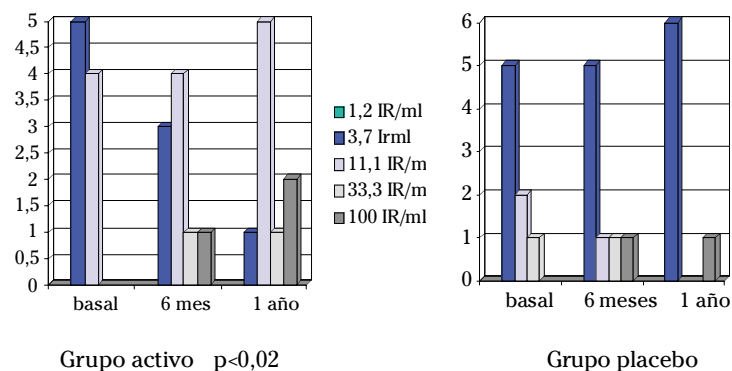 5
4,5
4
3,5
3
2,5
2
1,5
1
0,5
0
basal 6 mes 1 año
Grupo activo p<0,02
1,2 IR/ml
3,7 Irml
11,1 IR/m
33,3 IR/m
100 IR/ml
6
5
4
3
2
1
0
basal 6 meses 1 año
Grupo placebo